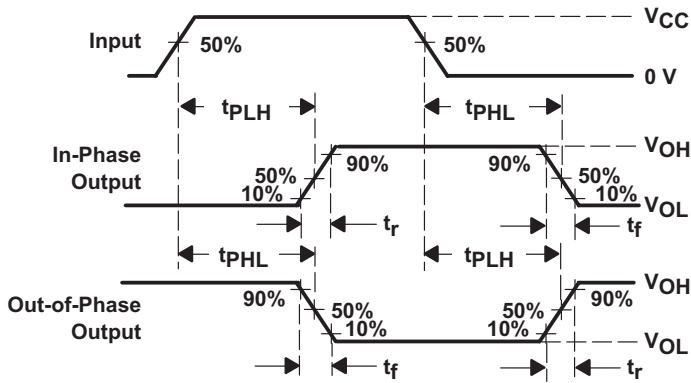 VCC
Input
50%
50%
0 V
tPLH
tPHL
In-Phase
Output
VOH
90%
90%
50%
50%
10%
10%
VOL
tr
tf
tPHL
tPLH
Out-of-Phase
Output
VOH
90%
90%
50%
50%
10%
10%
VOL
tf
tr